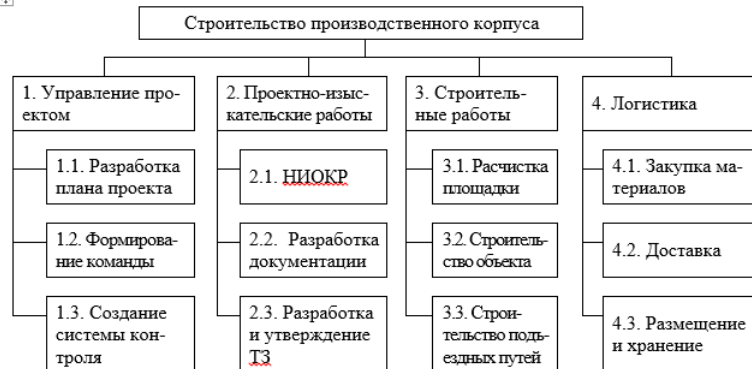 Строительство производственного корпуса
1. Управление про-
ектом
2. Проектно-изыс-
кательские работы
3. Строитель-
ные работы
4. Логистика
1.1. Разработка
плана проекта
2.1. НИОКР
3.1. Расчистка
площадки
4.1. Закупка ма-
териалов
1.2. Формирова-
ние команды
2.2. Разработка
документации
3.2. Строитель-
ство объекта
4.2. Доставка
1.3. Создание
системы кон-
троля
2.3. Разработка
и утверждение
ТЗ
3.3. Строи-
тельство подъ-
ездных путей
4.3. Размещение
и хранение